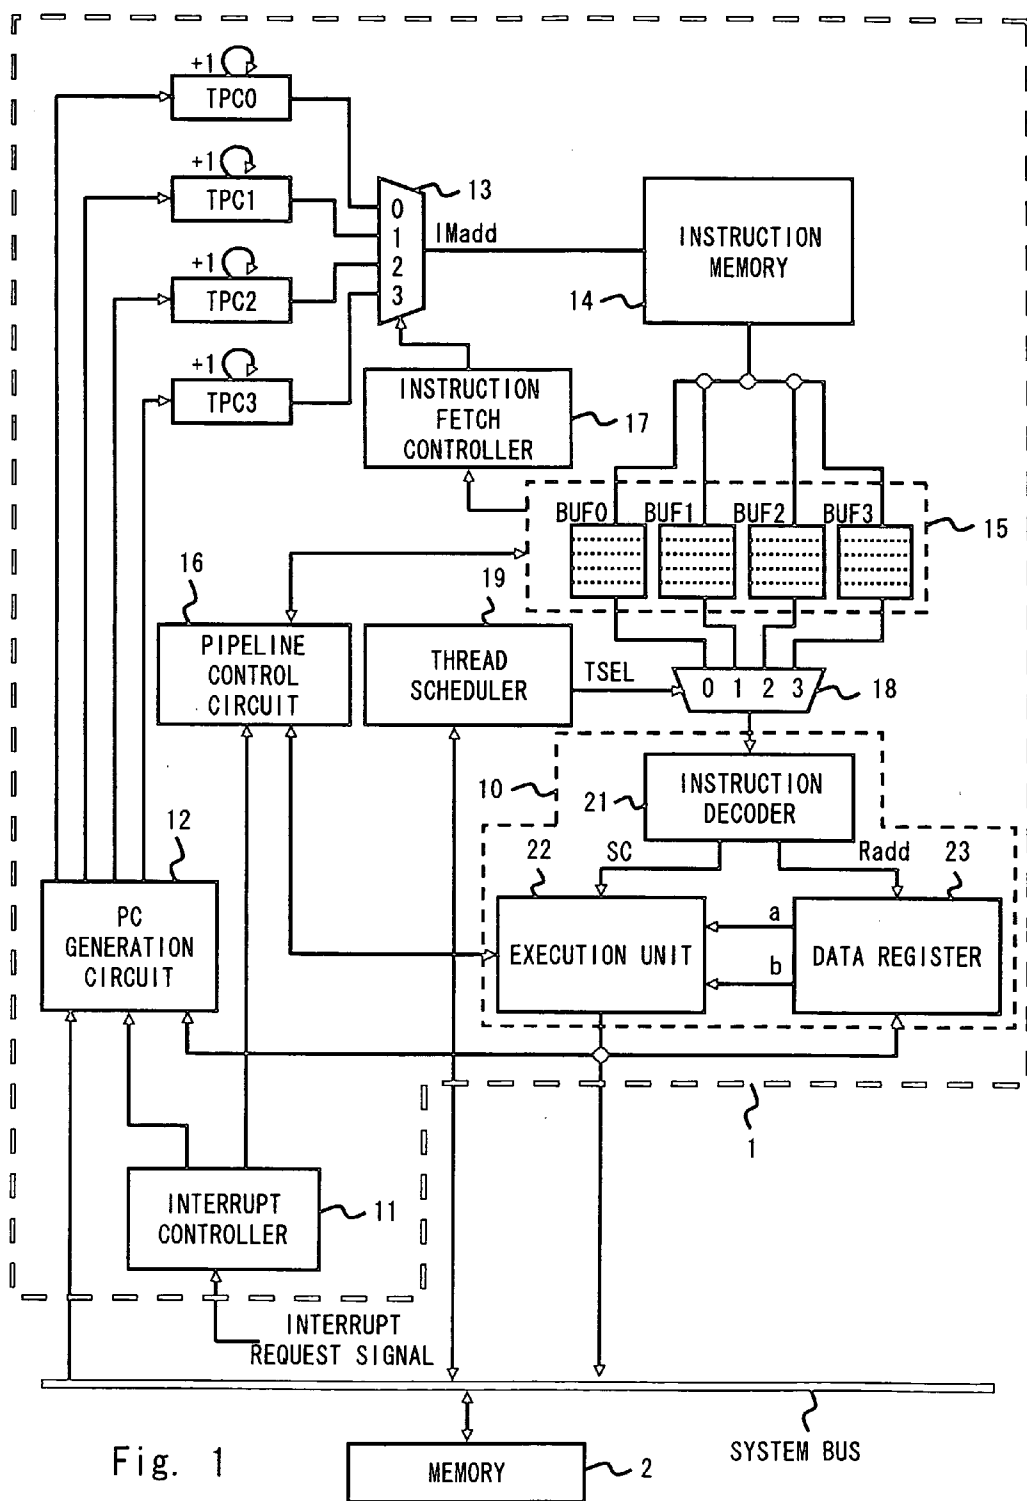 +1
TPC0
+1
TPC1
+1
TPC2
+1
TPC3
13
0
1
2
3
IMadd
INSTRUCTION
MEMORY
14
INSTRUCTION
FETCH
CONTROLLER
17
BUF0 BUF1 BUF2 BUF3
15
16
PIPELINE
CONTROL
CIRCUIT
19
THREAD
SCHEDULER
TSEL
0 1 2 3
18
10
21
INSTRUCTION
DECODER
SC
Radd
22
EXECUTION UNIT
a
b
23
DATA REGISTER
12
PC
GENERATION
CIRCUIT
1
INTERRUPT
CONTROLLER
11
INTERRUPT
REQUEST SIGNAL
SYSTEM BUS
MEMORY
2
Fig. 1